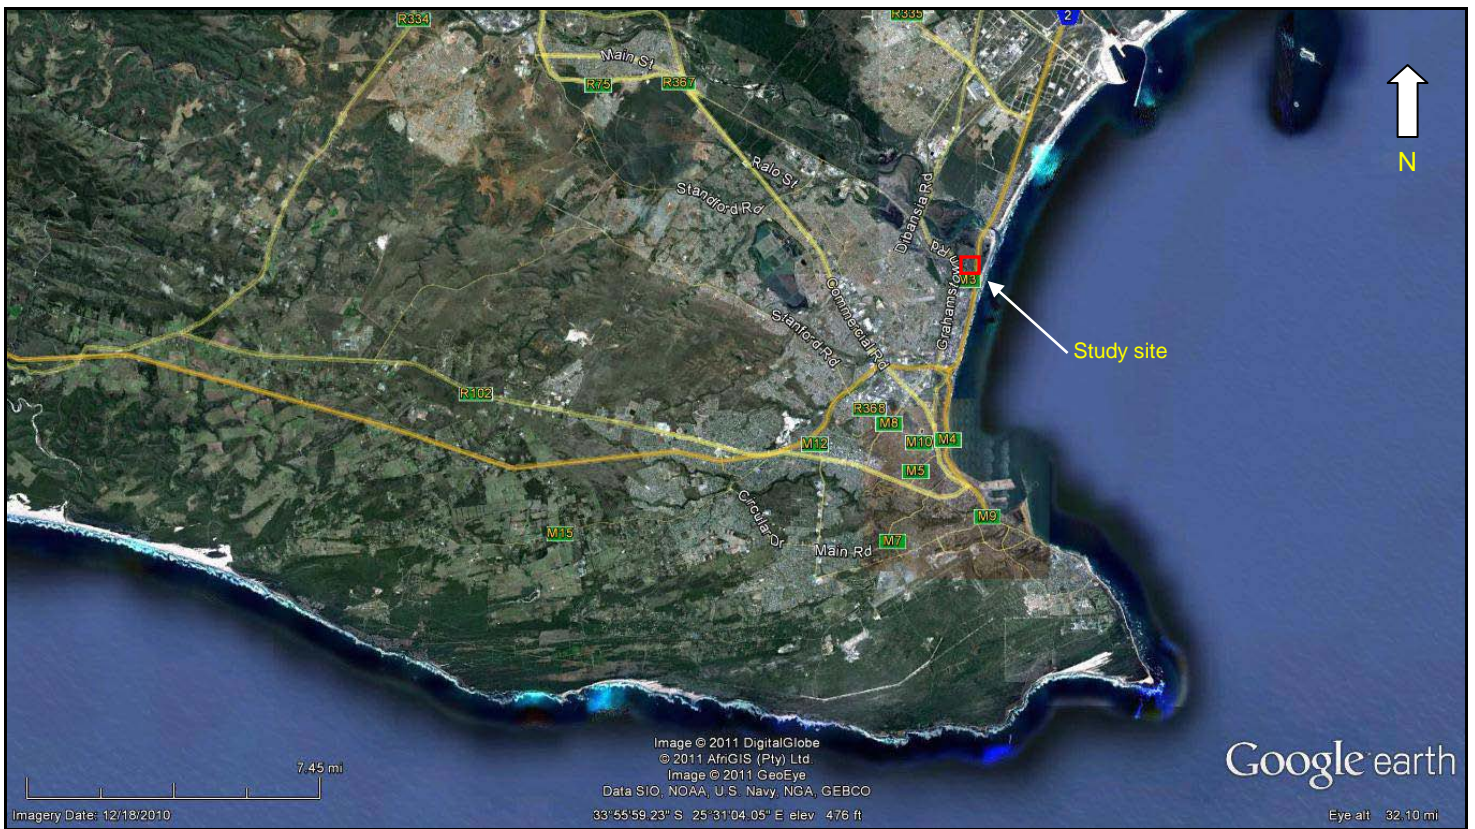 R334
R335
2
Main St
R75
R367
N
Ralo St
Standford Rd
Dibansia Rd
Grahamstown Rd
M3
Commercial Rd
Stanford Rd
Study site
R102
R368
M8
M12
M10
M4
M5
Circular Dr
M9
M15
M7
Main Rd
Image © 2011 DigitalGlobe
© 2011 AfriGIS (Pty) Ltd.
Image © 2011 GeoEye
Data SIO, NOAA, U.S. Navy, NGA, GEBCO
Google earth
7.45 mi
Imagery Date: 12/18/2010
33°55'59.23" S 25°31'04.05" E elev 476 ft
Eye alt 32.10 mi